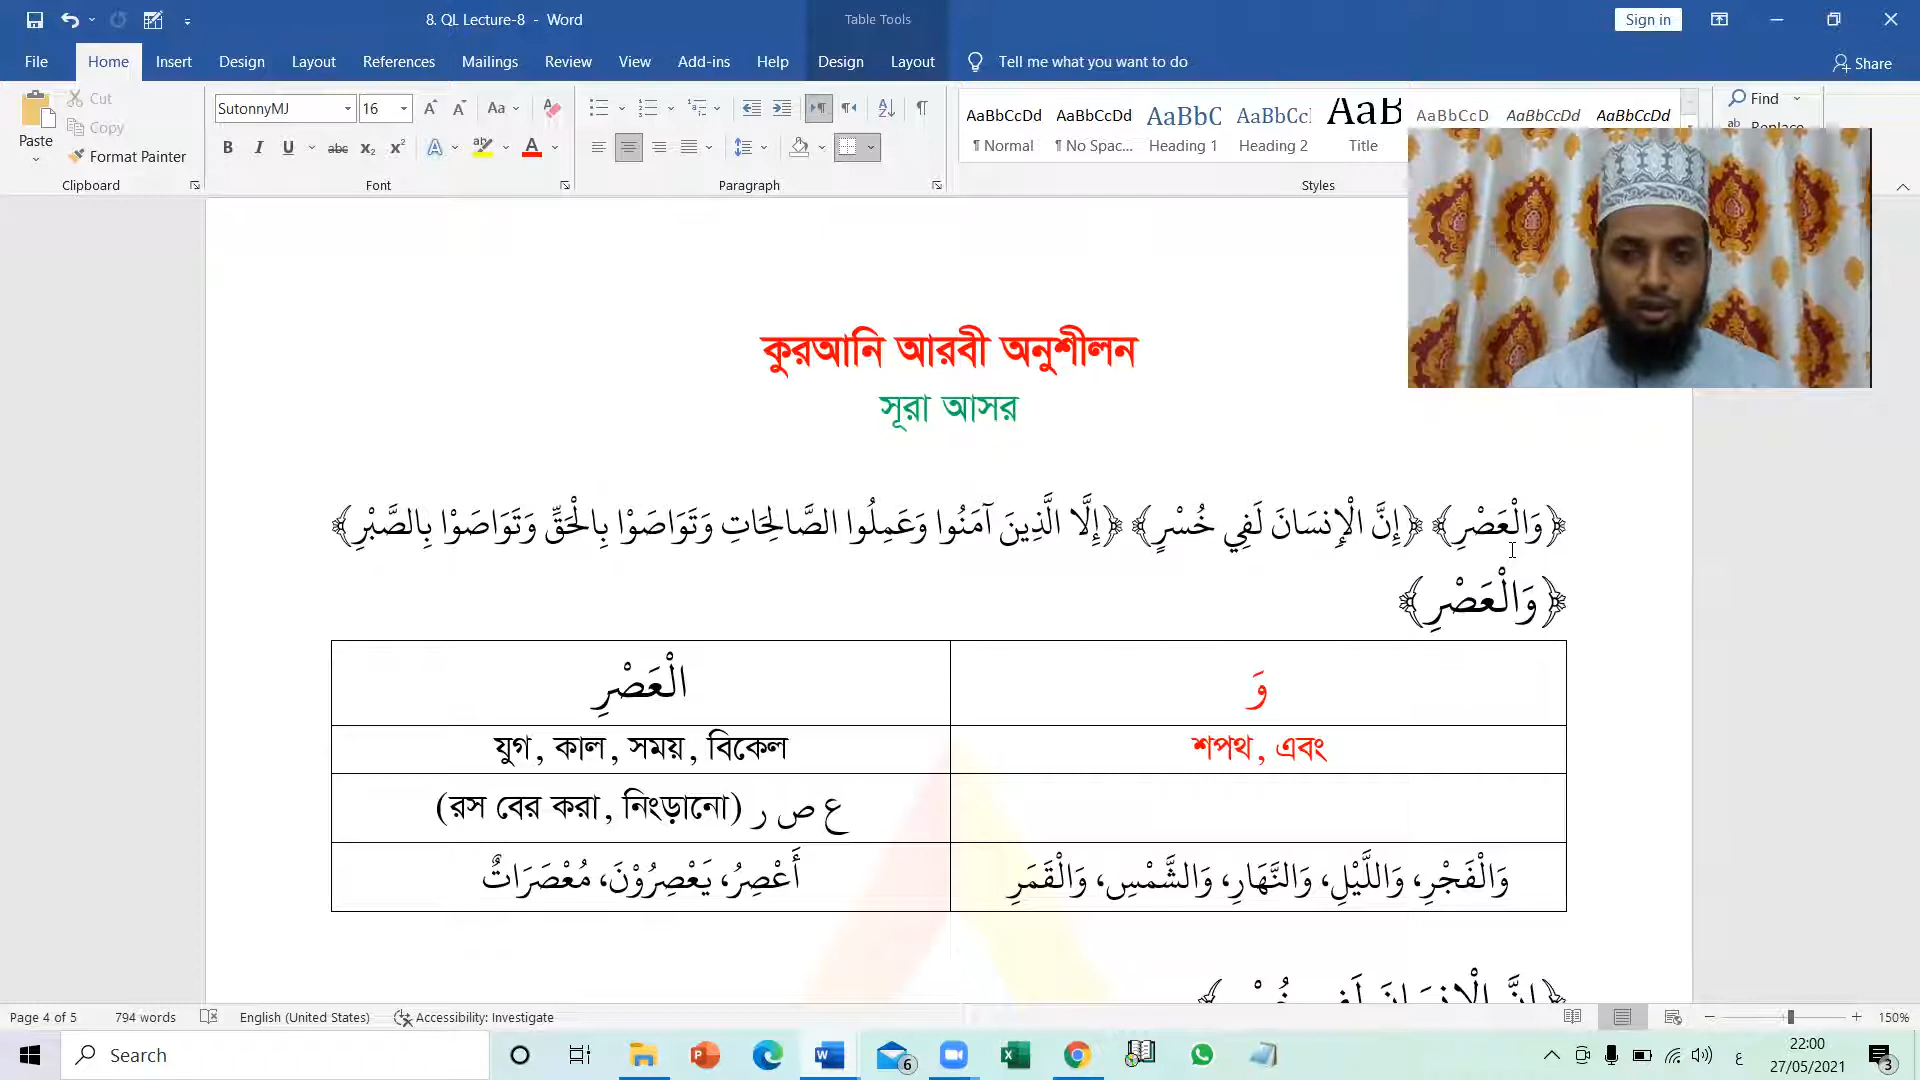 8. QL Lecture-8 - Word
Table Tools
Sign in
File Home Insert Design Layout References Mailings Review View Add-ins Help Design Layout Tell me what you want to do Share
Paste
Cut
Copy
Format Painter
Clipboard
SutonnyMJ 16
Font
Paragraph
AaBbCcDd AaBbCcDd AaBbC AaBbCcl AaB AaBbCcD AaBbCcDd AaBbCcDd
¶ Normal ¶ No Spac... Heading 1 Heading 2 Title
Styles
Find
কুরআনি আরবী অনুশীলন
সূরা আসর
﴿وَالْعَصْرِ﴾ ﴿إِنَّ الْإِنسَانَ لَفِي خُسْرٍ﴾ ﴿إِلَّا الَّذِينَ آمَنُوا وَعَمِلُوا الصَّالِحَاتِ وَتَوَاصَوْا بِالْحَقِّ وَتَوَاصَوْا بِالصَّبْرِ﴾
﴿وَالْعَصْرِ﴾
وَ
الْعَصْرِ
শপথ, এবং
যুগ, কাল, সময়, বিকেল
ع ص ر (রস বের করা, নিংড়ানো)
وَالْفَجْرِ، وَاللَّيْلِ، وَالنَّهَارِ، وَالشَّمْسِ، وَالْقَمَرِ
أَعْصِرُ، يَعْصِرُوْنَ، مُعْصَرَاتٌ
Page 4 of 5 794 words English (United States) Accessibility: Investigate 150%
Search
6
ع
22:00
27/05/2021
3